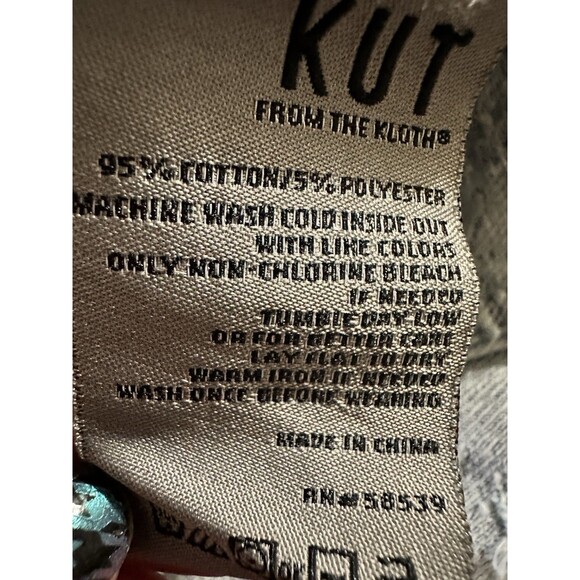 KUT
FROM THE KLOTH®
95% COTTON/5% POLYESTER
MACHINE WASH COLD INSIDE OUT
WITH LIKE COLORS
ONLY NON-CHLORINE BLEACH
IF NEEDED
TUMBLE DRY LOW
OR FOR BETTER CARE
LAY FLAT TO DRY
WARM IRON IF NEEDED
WASH ONCE BEFORE WEARING
MADE IN CHINA
RN# 58539
or